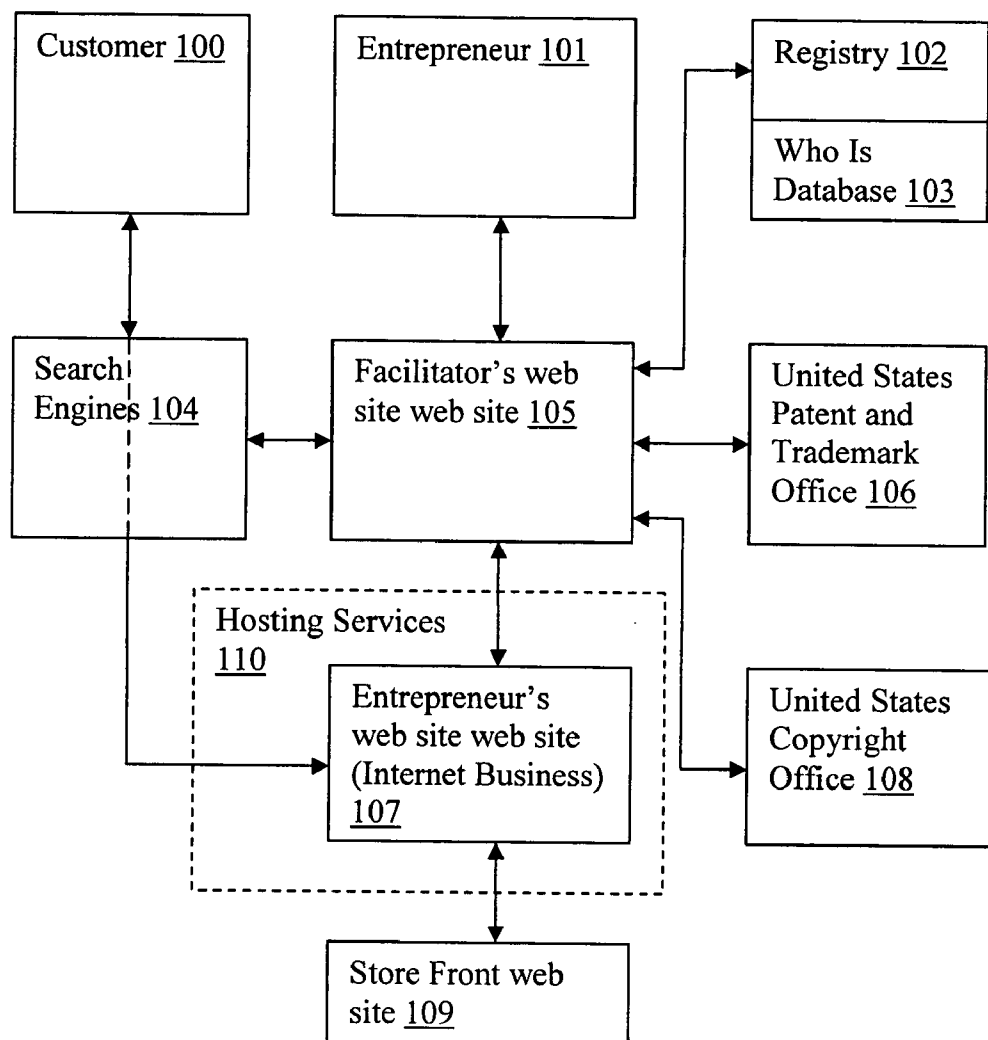 Customer 100
Entrepreneur 101
Registry 102
Who Is
Database 103
Search
Engines 104
Facilitator's web
site web site 105
United States
Patent and
Trademark
Office 106
Hosting Services
110
Entrepreneur's
web site web site
(Internet Business)
107
United States
Copyright
Office 108
Store Front web
site 109